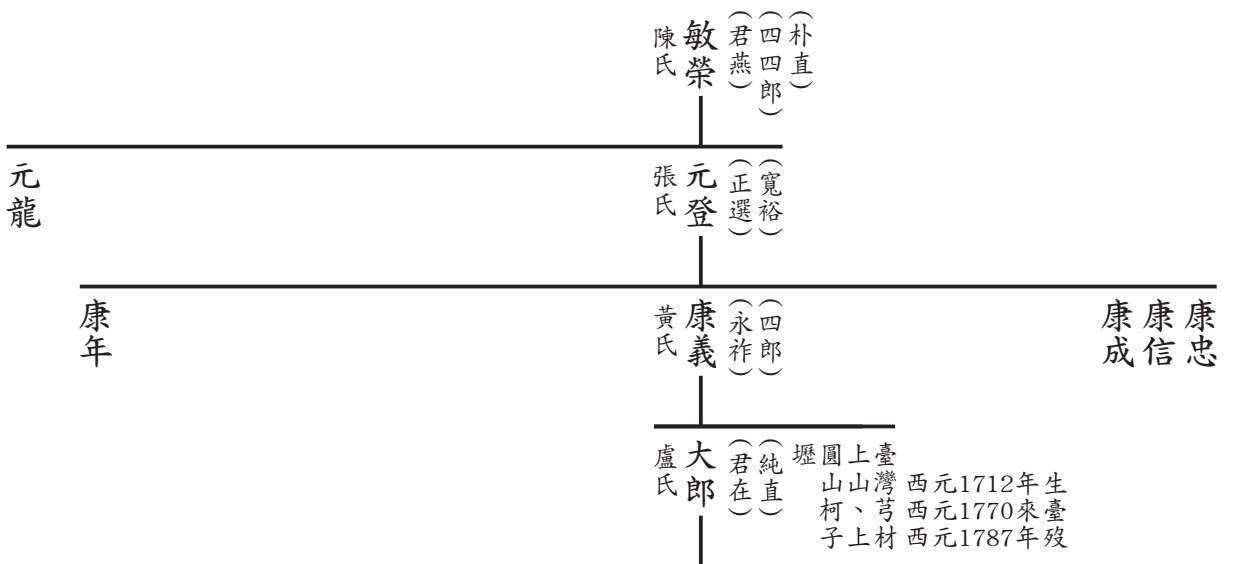 (朴直)
(四四郎)
(君燕)
敏榮
陳氏
(寬裕)
(正選)
元登
張氏
元龍
康忠
康信
康成
(四郎)
(永祚)
康義
黃氏
康年
西元1712年生
西元1770來臺
西元1787年歿
臺灣芎材
上山、上
圓山柯子
壢
(純直)
(君在)
大郎
盧氏